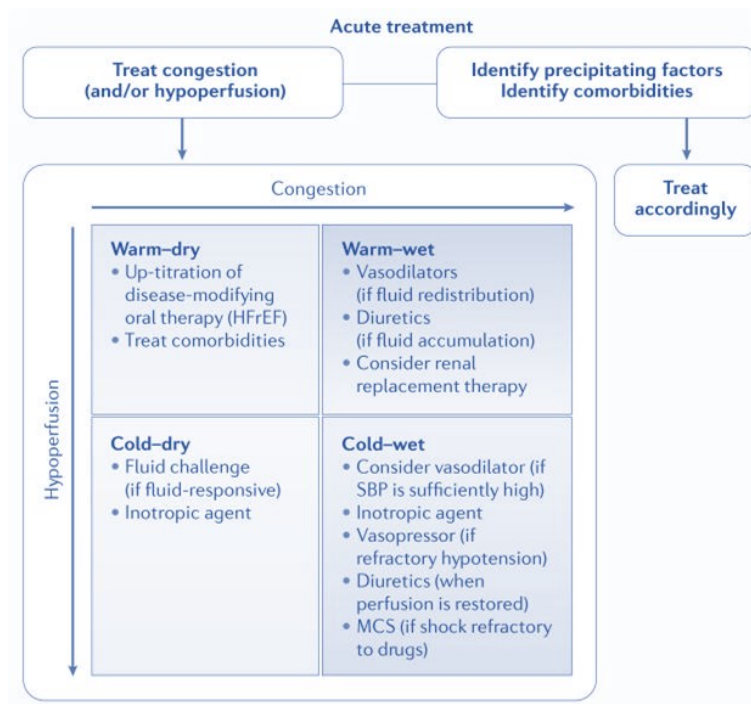 Acute treatment
Treat congestion
(and/or hypoperfusion)
Identify precipitating factors
Identify comorbidities
Treat
accordingly
Congestion
Hypoperfusion
Warm–dry
• Up-titration of
disease-modifying
oral therapy (HFrEF)
• Treat comorbidities
Warm–wet
• Vasodilators
(if fluid redistribution)
• Diuretics
(if fluid accumulation)
• Consider renal
replacement therapy
Cold–dry
• Fluid challenge
(if fluid-responsive)
• Inotropic agent
Cold–wet
• Consider vasodilator (if
SBP is sufficiently high)
• Inotropic agent
• Vasopressor (if
refractory hypotension)
• Diuretics (when
perfusion is restored)
• MCS (if shock refractory
to drugs)